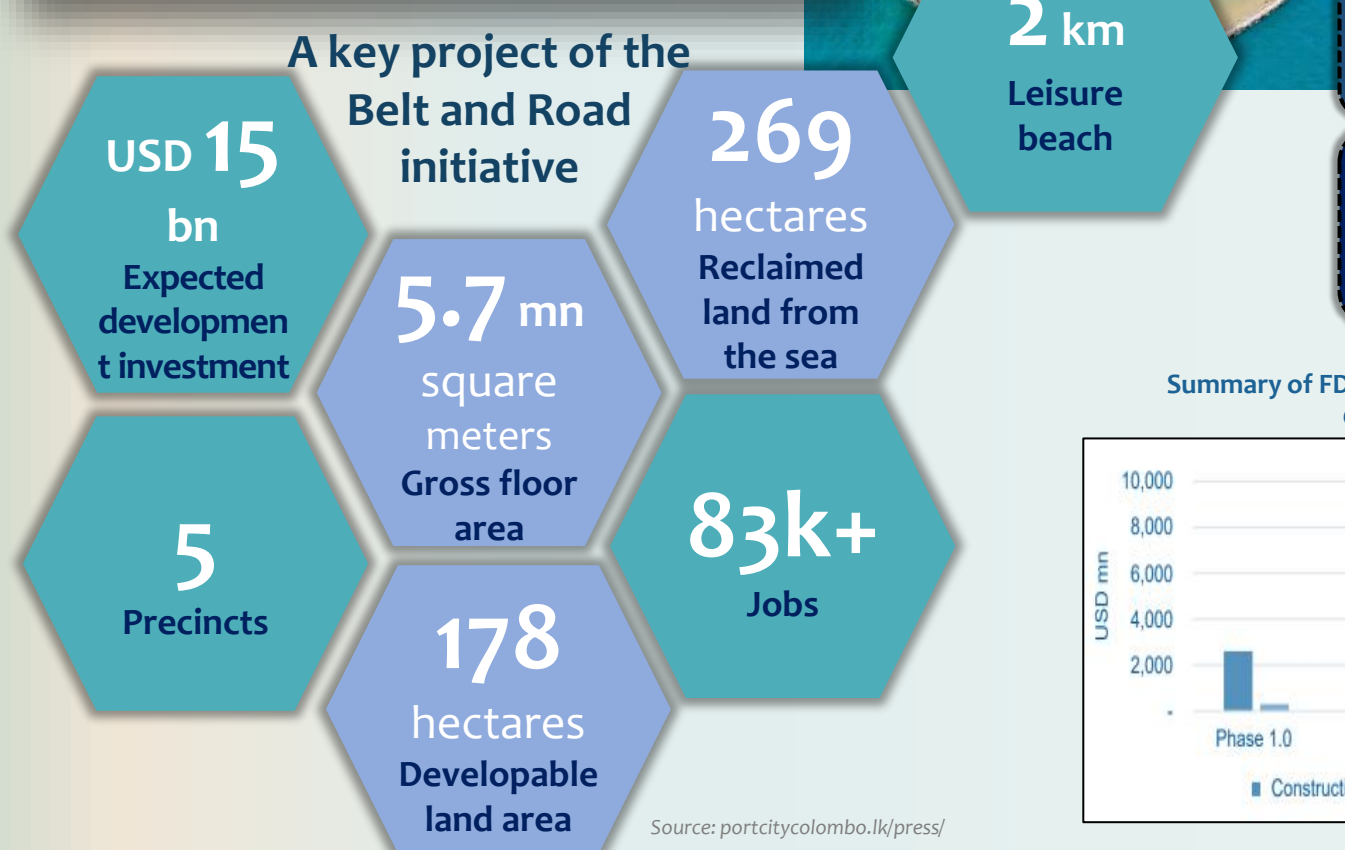 A key project of the
Belt and Road
initiative
USD 15
bn
Expected
developmen
t investment
5.7 mn
square
meters
Gross floor
area
269
hectares
Reclaimed
land from
the sea
2 km
Leisure
beach
5
Precincts
178
hectares
Developable
land area
83k+
Jobs
Source: portcitycolombo.lk/press/
Summary of FD
10,000
8,000
6,000
4,000
2,000
-
USD mn
Phase 1.0
Constructi